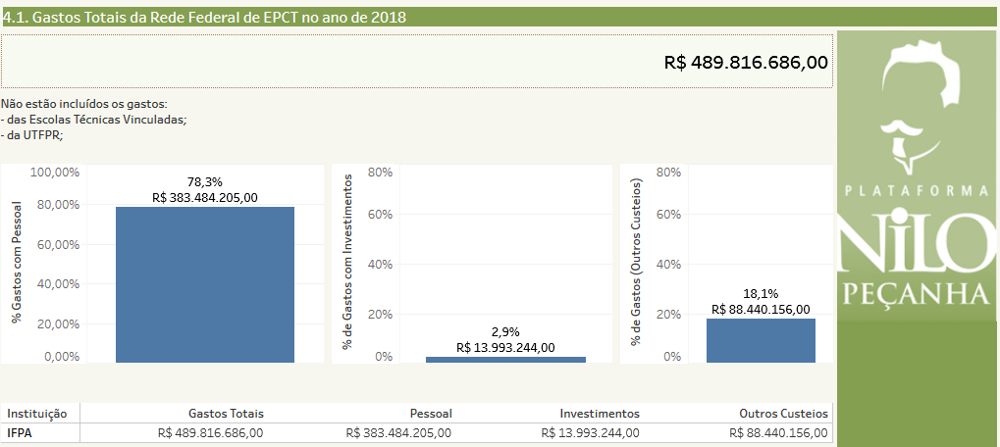 4.1. Gastos Totais da Rede Federal de EPCT no ano de 2018
R$ 489.816.686,00
Não estão incluídos os gastos:
- das Escolas Técnicas Vinculadas;
- da UTFPR;
% Gastos com Pessoal
100,00%
80,00%
60,00%
40,00%
20,00%
0,00%
78,3%
R$ 383.484.205,00
% de Gastos com Investimentos
80%
60%
40%
20%
0%
2,9%
R$ 13.993.244,00
% de Gastos (Outros Custeios)
80%
60%
40%
20%
0%
18,1%
R$ 88.440.156,00
PLATAFORMA
NILO
PEÇANHA
Instituição Gastos Totais Pessoal Investimentos Outros Custeios
IFPA R$ 489.816.686,00 R$ 383.484.205,00 R$ 13.993.244,00 R$ 88.440.156,00